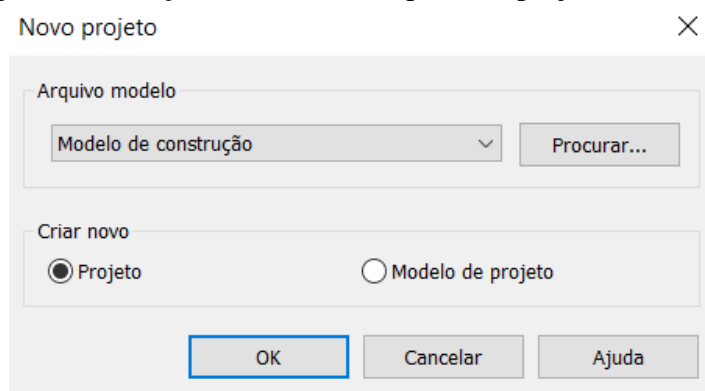 Novo projeto
Arquivo modelo
Modelo de construção
Procurar...
Criar novo
Projeto
Modelo de projeto
OK
Cancelar
Ajuda